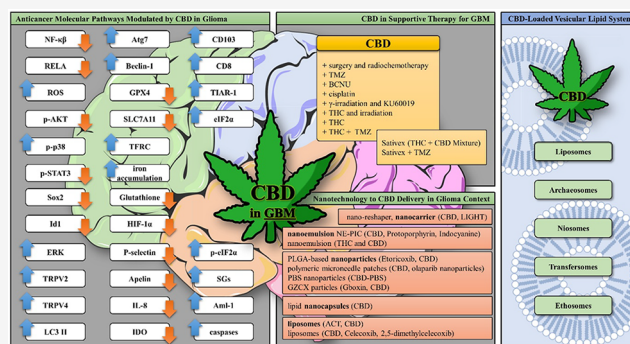 Anticancer Molecular Pathways Modulated by CBD in Glioma
NF-κβ
Atg7
CD103
RELA
Beclin-1
CD8
ROS
GPX4
TIAR-1
p-AKT
SLC7A11
eIF2α
p-p38
TFRC
p-STAT3
iron
accumulation
Sox2
Glutathione
Id1
HIF-1α
ERK
P-selectin
p-eIF2α
TRPV2
Apelin
SGs
TRPV4
IL-8
Aml-1
LC3 II
IDO
caspases
CBD
in GBM
CBD in Supportive Therapy for GBM
CBD
+ surgery and radiochemotherapy
+ TMZ
+ BCNU
+ cisplatin
+ γ-irradiation and KU60019
+ THC and irradiation
+ THC
+ THC + TMZ
Sativex (THC + CBD Mixture)
Sativex + TMZ
Nanotechnology to CBD Delivery in Glioma Context
nano-reshaper, nanocarrier (CBD, LIGHT)
nanoemulsion NE-PIC (CBD, Protoporphyrin, Indocyanine)
nanoemulsion (THC and CBD)
PLGA-based nanoparticles (Etoricoxib, CBD)
polymeric microneedle patches (CBD, olaparib nanoparticles)
PBS nanoparticles (CBD-PBS)
GZCX particles (Gboxin, CBD)
lipid nanocapsules (CBD)
liposomes (ACT, CBD)
liposomes (CBD, Celecoxib, 2,5-dimethylcelecoxib)
CBD-Loaded Vesicular Lipid System
CBD
Liposomes
Archaeosomes
Niosomes
Transfersomes
Ethosomes